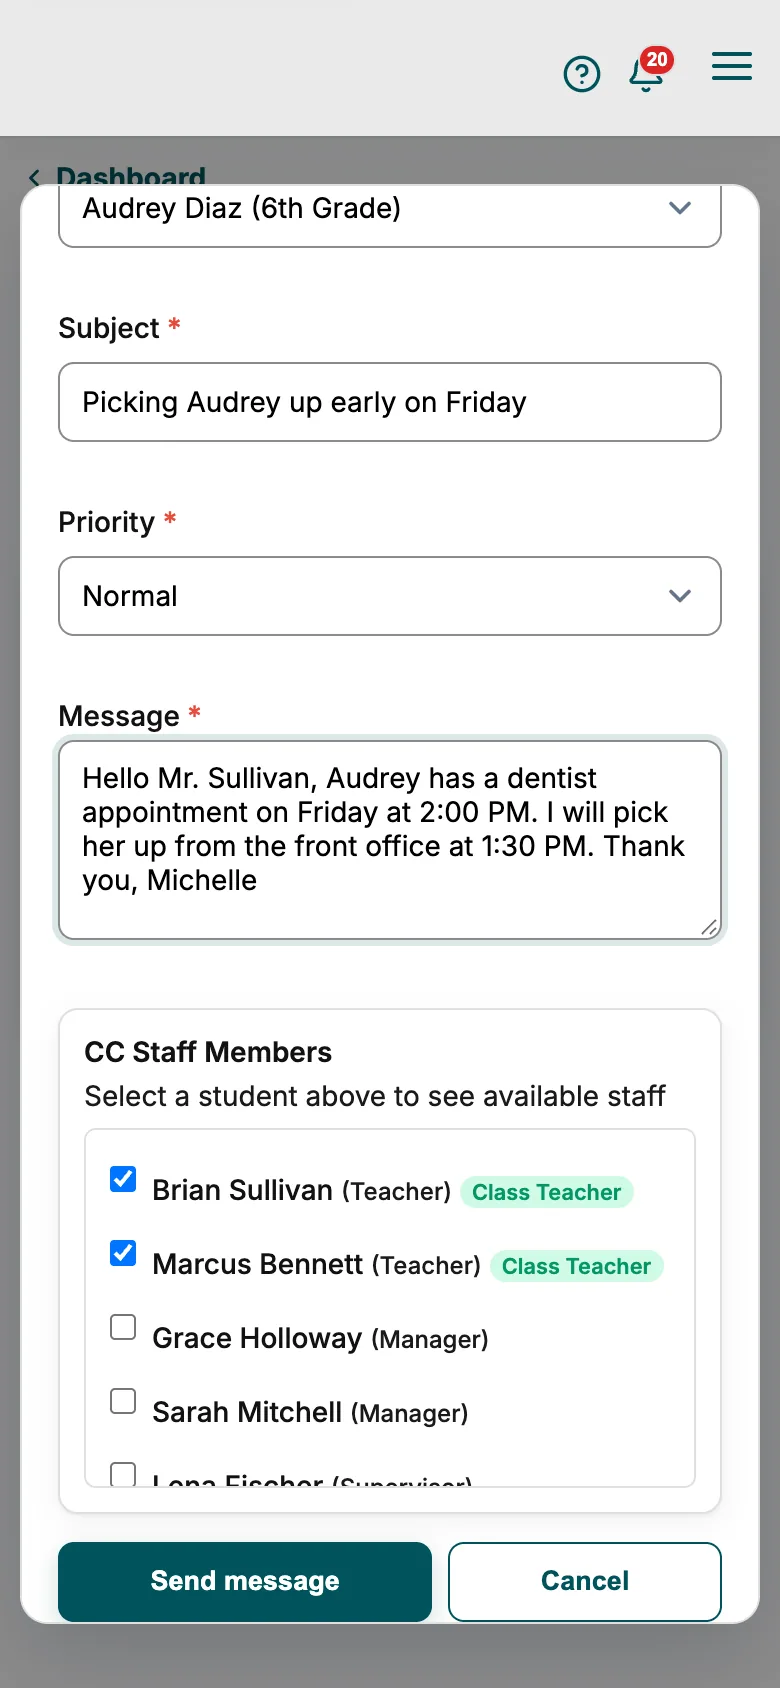 20
Dashboard
Audrey Diaz (6th Grade)
Subject *
Picking Audrey up early on Friday
Priority *
Normal
Message *
Hello Mr. Sullivan, Audrey has a dentist
appointment on Friday at 2:00 PM. I will pick
her up from the front office at 1:30 PM. Thank
you, Michelle
CC Staff Members
Select a student above to see available staff
Brian Sullivan (Teacher) Class Teacher
Marcus Bennett (Teacher) Class Teacher
Grace Holloway (Manager)
Sarah Mitchell (Manager)
Lena Fischer (Supervisor)
Send message
Cancel